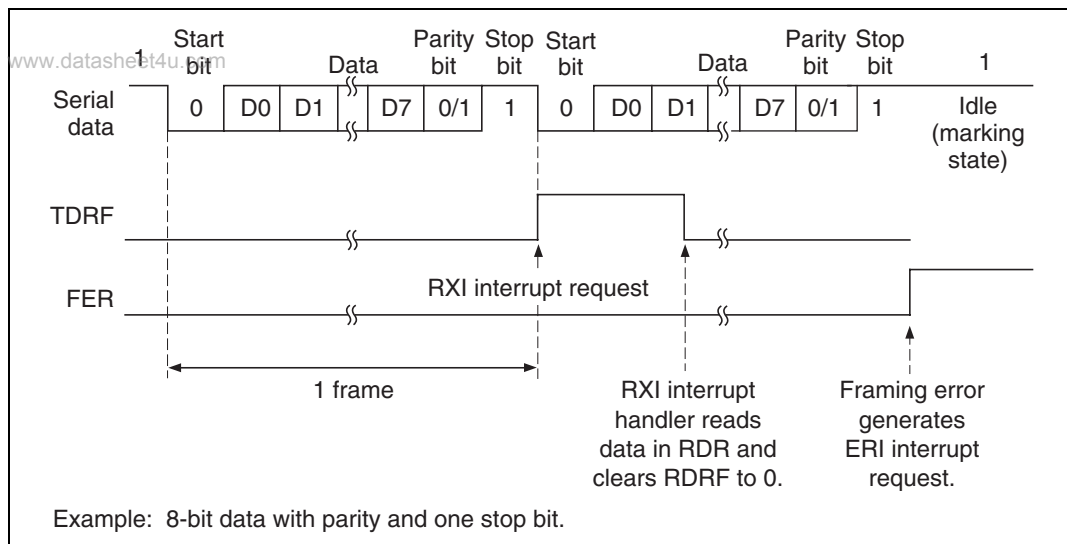 Start Parity Stop Start Parity Stop
www.datasheet4u.com
1 bit Data bit bit bit Data bit bit 1
Serial data 0 D0 D1 D7 0/1 1 0 D0 D1 D7 0/1 1 Idle (marking state)
TDRF
RXI interrupt request
FER
1 frame
RXI interrupt handler reads data in RDR and clears RDRF to 0.
Framing error generates ERI interrupt request.
Example: 8-bit data with parity and one stop bit.